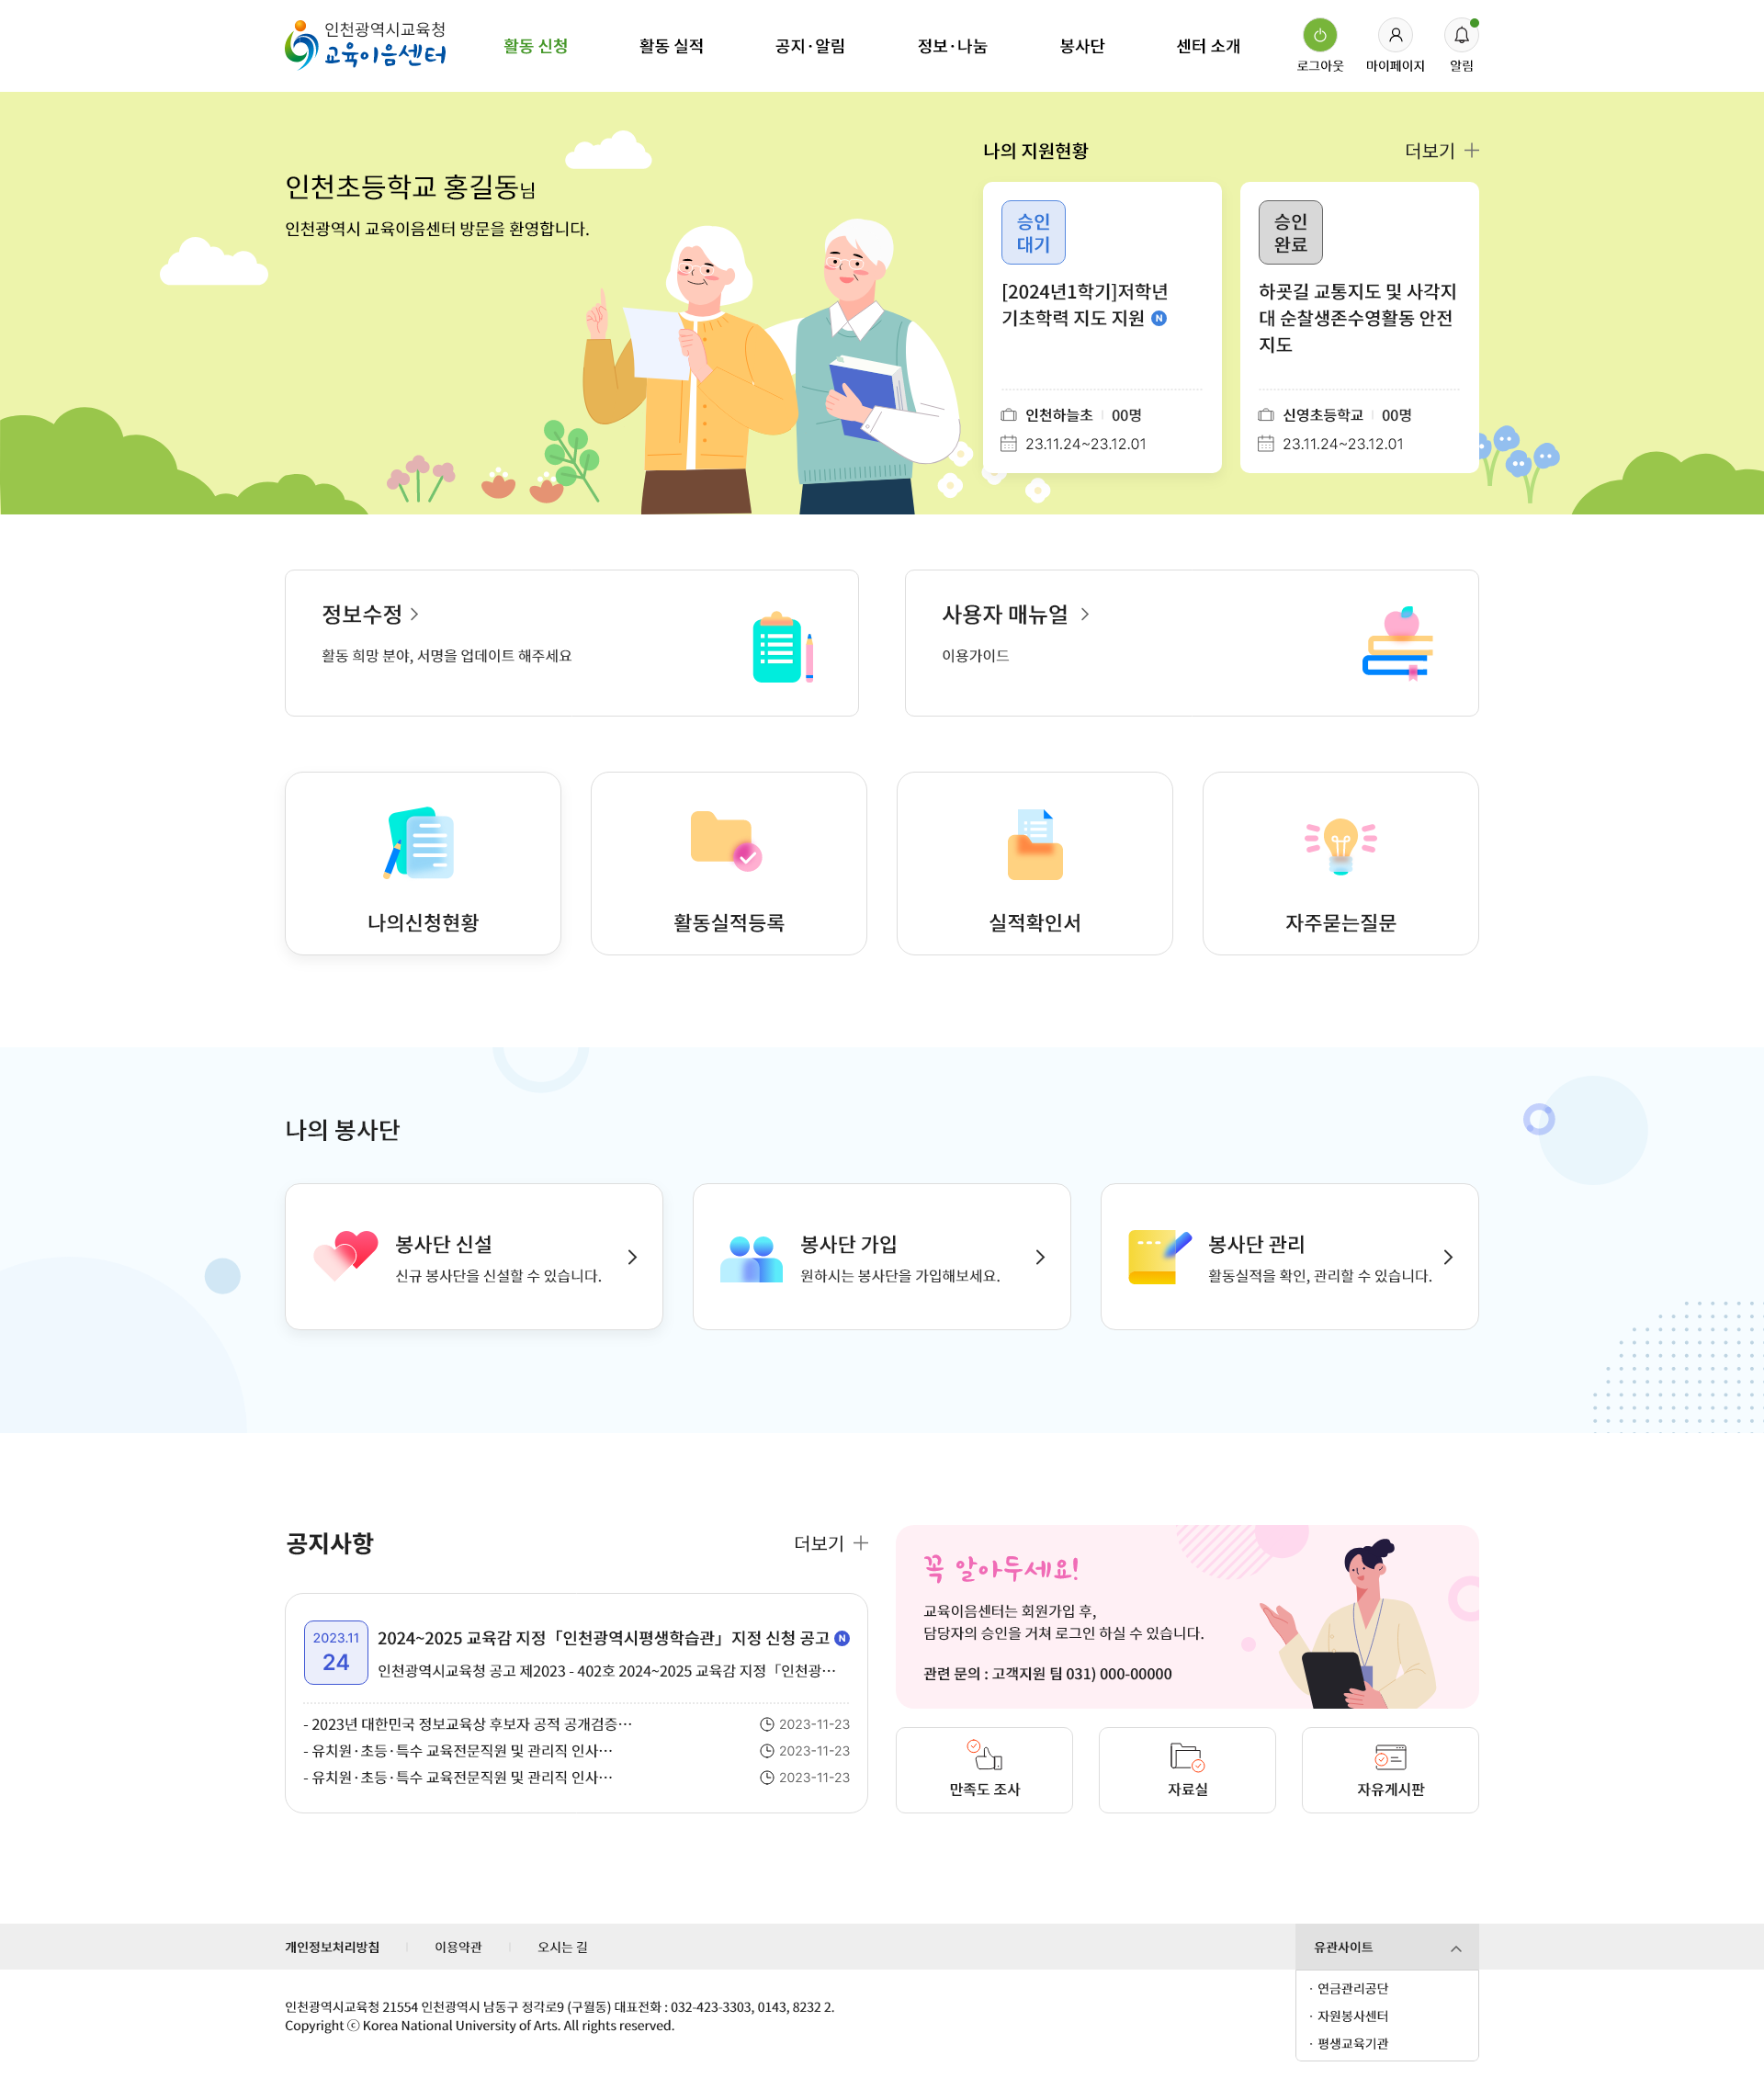 인천광역시교육청
교육이음센터
활동 신청
활동 실적
공지·알림
정보·나눔
봉사단
센터 소개
로그아웃
마이페이지
알림
인천초등학교 홍길동님
인천광역시 교육이음센터 방문을 환영합니다.
나의 지원현황
더보기
승인
대기
[2024년1학기]저학년
기초학력 지도 지원 N
인천하늘초 | 00명
23.11.24~23.12.01
승인
완료
하굣길 교통지도 및 사각지
대 순찰생존수영활동 안전
지도
신영초등학교 | 00명
23.11.24~23.12.01
정보수정
활동 희망 분야, 서명을 업데이트 해주세요
사용자 매뉴얼
이용가이드
나의신청현황
활동실적등록
실적확인서
자주묻는질문
나의 봉사단
봉사단 신설
신규 봉사단을 신설할 수 있습니다.
봉사단 가입
원하시는 봉사단을 가입해보세요.
봉사단 관리
활동실적을 확인, 관리할 수 있습니다.
공지사항
더보기
2023.11
24
2024~2025 교육감 지정「인천광역시평생학습관」지정 신청 공고 N
인천광역시교육청 공고 제2023 - 402호 2024~2025 교육감 지정「인천광…
- 2023년 대한민국 정보교육상 후보자 공적 공개검증…
2023-11-23
- 유치원·초등·특수 교육전문직원 및 관리직 인사…
2023-11-23
- 유치원·초등·특수 교육전문직원 및 관리직 인사…
2023-11-23
꼭 알아두세요!
교육이음센터는 회원가입 후,
담당자의 승인을 거쳐 로그인 하실 수 있습니다.
관련 문의 : 고객지원 팀 031) 000-00000
만족도 조사
자료실
자유게시판
개인정보처리방침
이용약관
오시는 길
유관사이트
· 연금관리공단
· 자원봉사센터
· 평생교육기관
인천광역시교육청 21554 인천광역시 남동구 정각로9 (구월동) 대표전화 : 032-423-3303, 0143, 8232 2.
Copyright ⓒ Korea National University of Arts. All rights reserved.